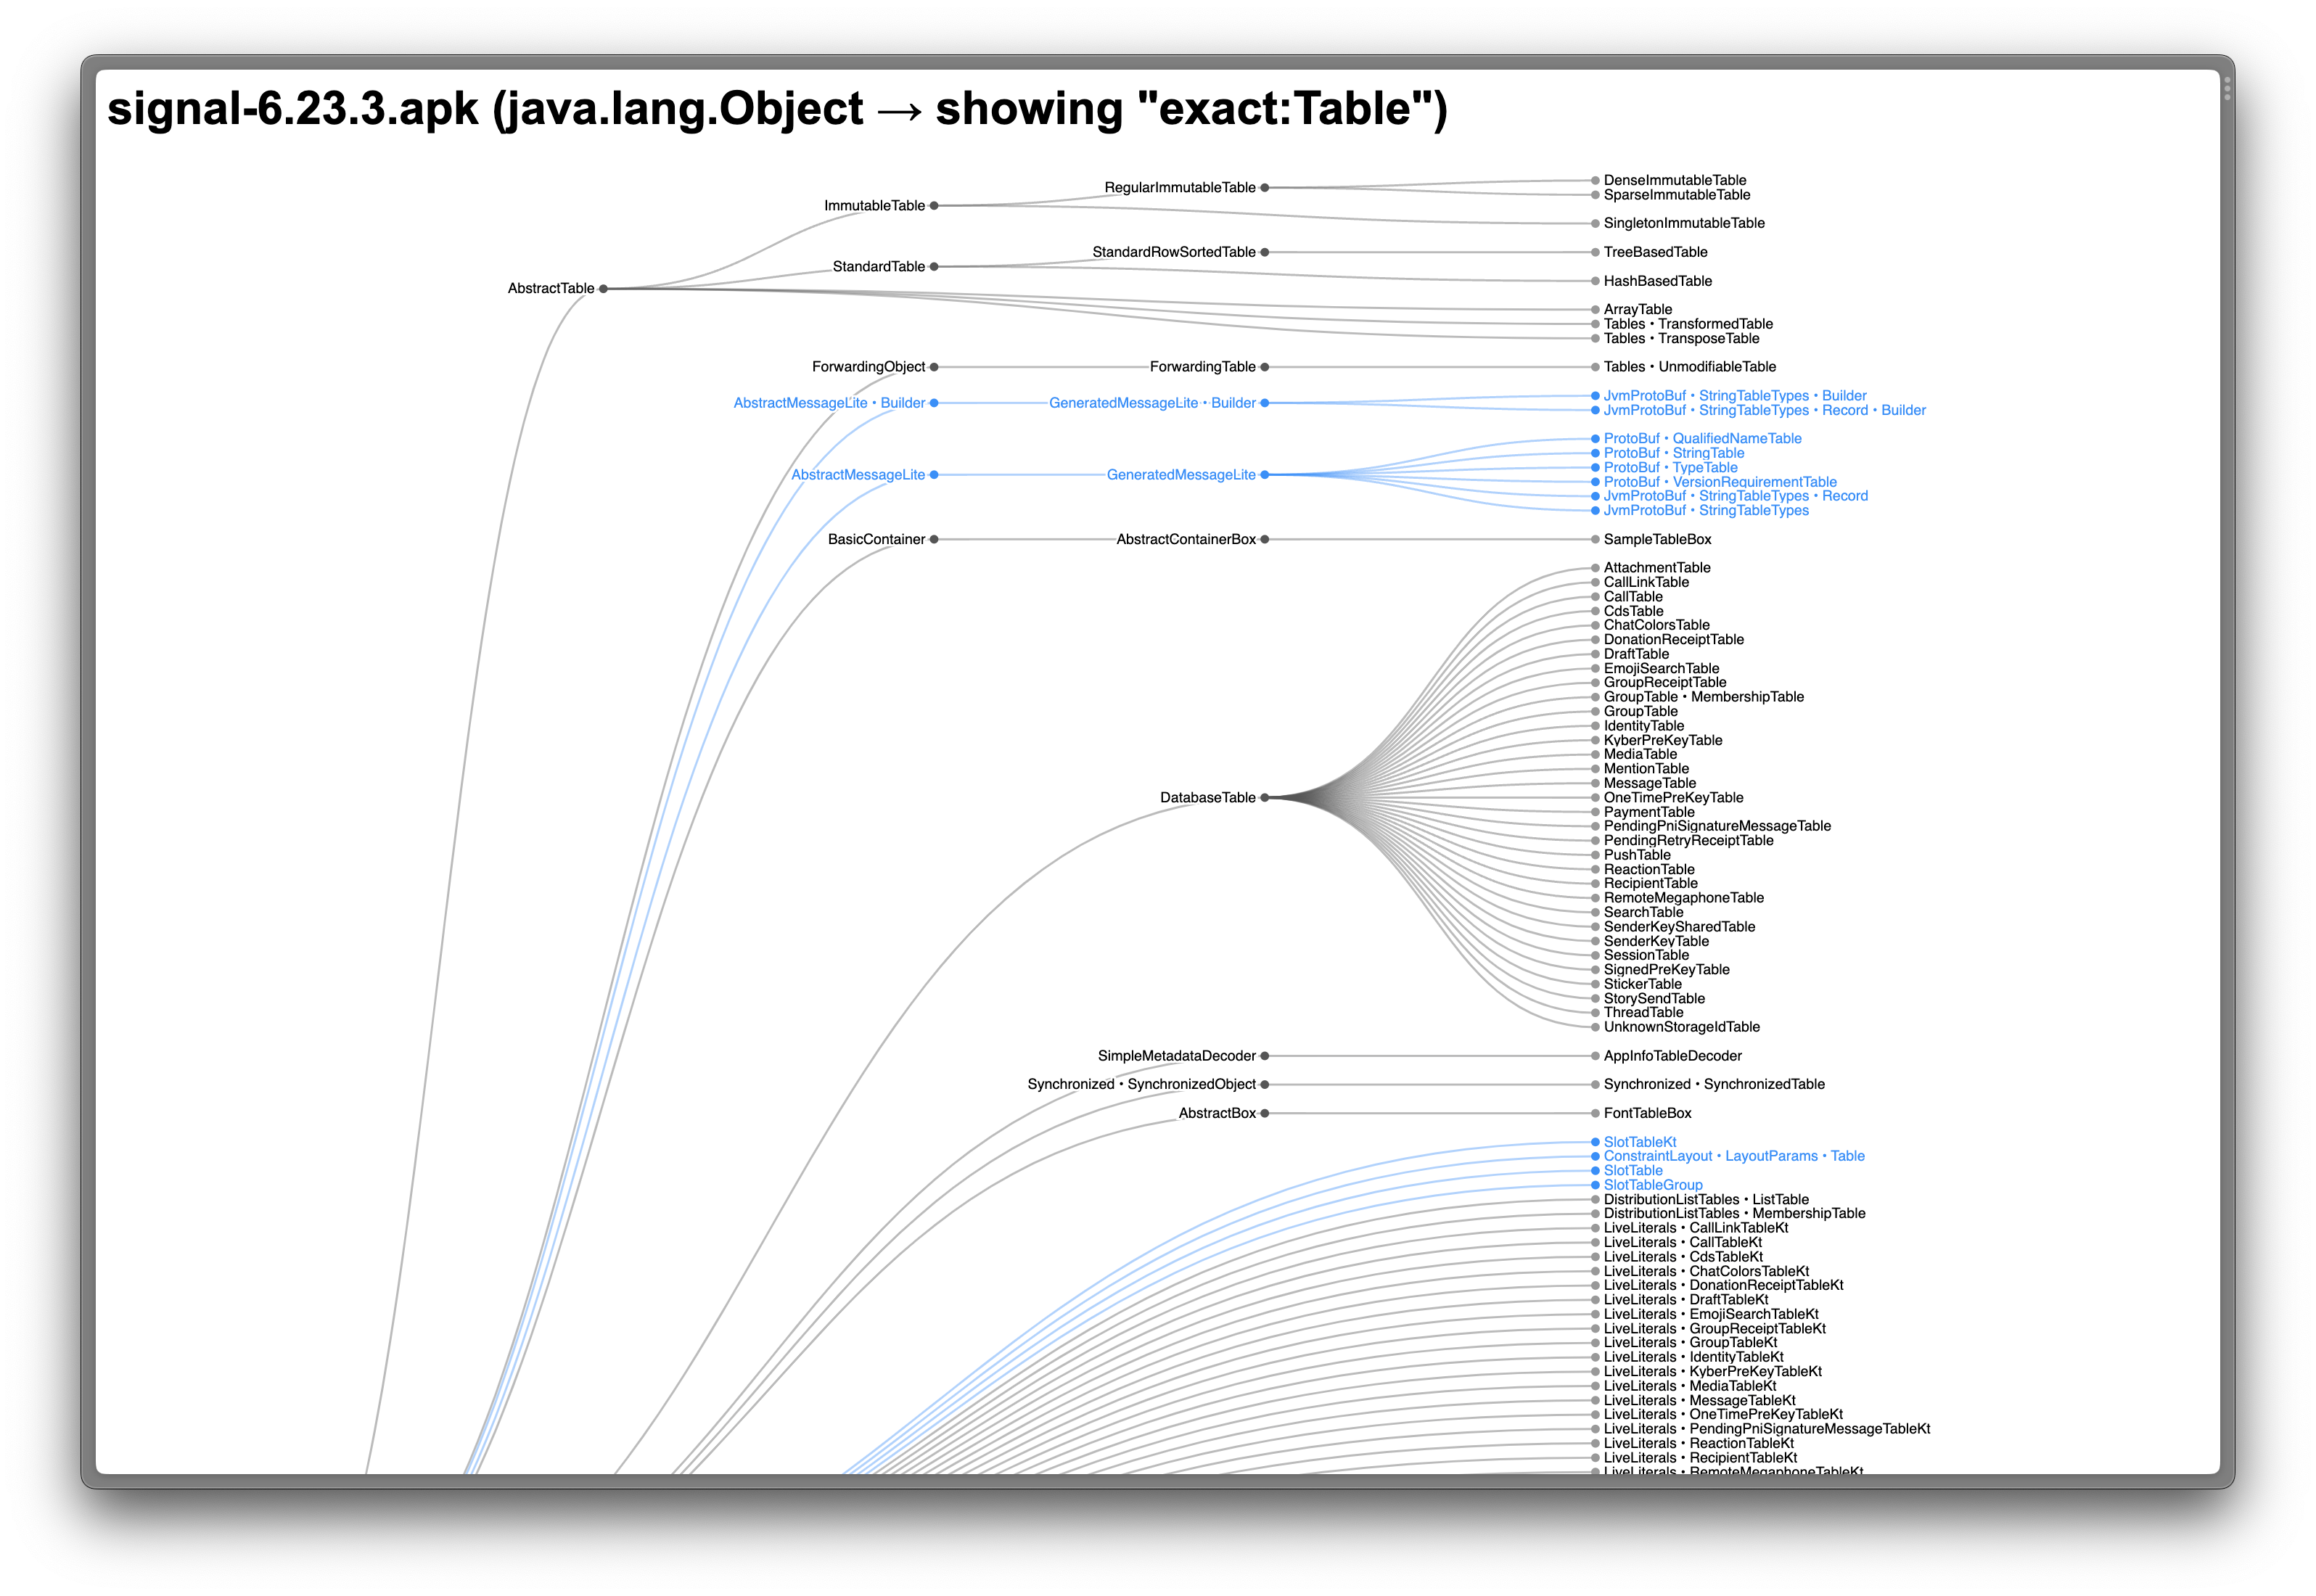 signal-6.23.3.apk (java.lang.Object → showing "exact:Table")
DenseImmutableTable
RegularImmutableTable
SparseImmutableTable
ImmutableTable
SingletonImmutableTable
StandardRowSortedTable
TreeBasedTable
StandardTable
HashBasedTable
AbstractTable
ArrayTable
Tables • TransformedTable
Tables • TransposeTable
ForwardingObject
ForwardingTable
Tables • UnmodifiableTable
JvmProtoBuf • StringTableTypes • Builder
AbstractMessageLite • Builder
GeneratedMessageLite • Builder
JvmProtoBuf • StringTableTypes • Record • Builder
ProtoBuf • QualifiedNameTable
ProtoBuf • StringTable
ProtoBuf • TypeTable
AbstractMessageLite
GeneratedMessageLite
ProtoBuf • VersionRequirementTable
JvmProtoBuf • StringTableTypes • Record
JvmProtoBuf • StringTableTypes
BasicContainer
AbstractContainerBox
SampleTableBox
AttachmentTable
CallLinkTable
CallTable
CdsTable
ChatColorsTable
DonationReceiptTable
DraftTable
EmojiSearchTable
GroupReceiptTable
GroupTable • MembershipTable
GroupTable
IdentityTable
KyberPreKeyTable
MediaTable
MentionTable
MessageTable
DatabaseTable
OneTimePreKeyTable
PaymentTable
PendingPniSignatureMessageTable
PendingRetryReceiptTable
PushTable
ReactionTable
RecipientTable
RemoteMegaphoneTable
SearchTable
SenderKeySharedTable
SenderKeyTable
SessionTable
SignedPreKeyTable
StickerTable
StorySendTable
ThreadTable
UnknownStorageIdTable
SimpleMetadataDecoder
AppInfoTableDecoder
Synchronized • SynchronizedObject
Synchronized • SynchronizedTable
AbstractBox
FontTableBox
SlotTableKt
ConstraintLayout • LayoutParams • Table
SlotTable
SlotTableGroup
DistributionListTables • ListTable
DistributionListTables • MembershipTable
LiveLiterals • CallLinkTableKt
LiveLiterals • CallTableKt
LiveLiterals • CdsTableKt
LiveLiterals • ChatColorsTableKt
LiveLiterals • DonationReceiptTableKt
LiveLiterals • DraftTableKt
LiveLiterals • EmojiSearchTableKt
LiveLiterals • GroupReceiptTableKt
LiveLiterals • GroupTableKt
LiveLiterals • IdentityTableKt
LiveLiterals • KyberPreKeyTableKt
LiveLiterals • MediaTableKt
LiveLiterals • MessageTableKt
LiveLiterals • OneTimePreKeyTableKt
LiveLiterals • PendingPniSignatureMessageTableKt
LiveLiterals • ReactionTableKt
LiveLiterals • RecipientTableKt
LiveLiterals • RemoteMegaphoneTableKt